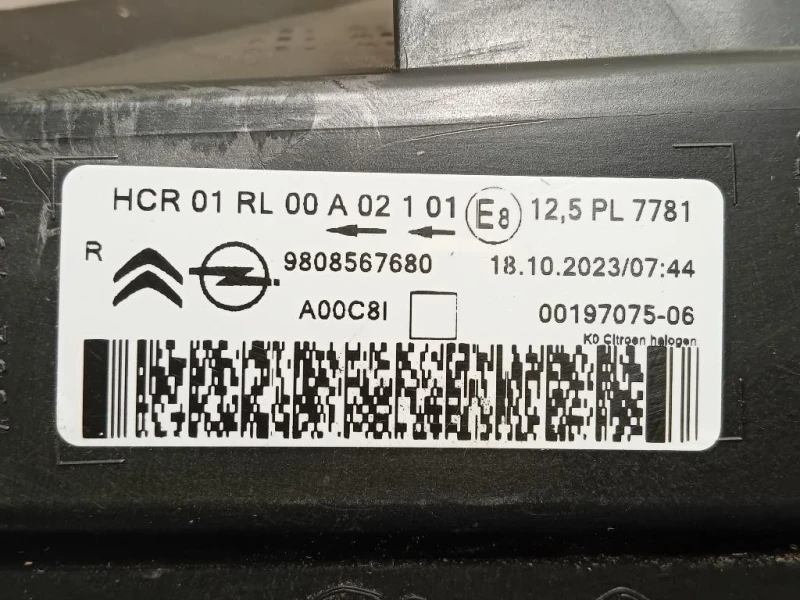 HCR 01 RL 00 A 02 1 01 E8 12,5 PL 7781
R 9808567680 18.10.2023/07:44
A00C8I 00197075-06
K0 Citroen halogen